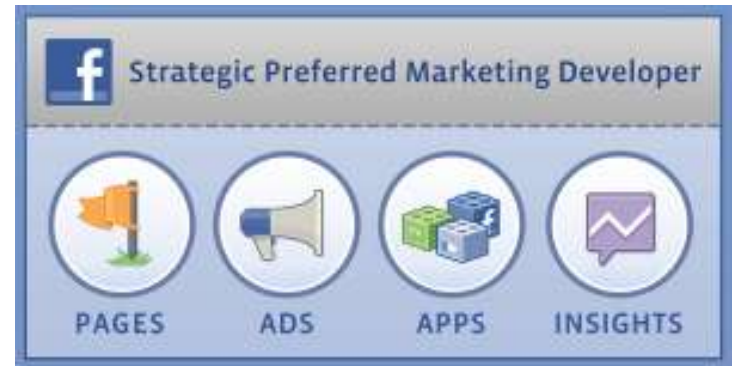 f Strategic Preferred Marketing Developer
PAGES ADS APPS INSIGHTS